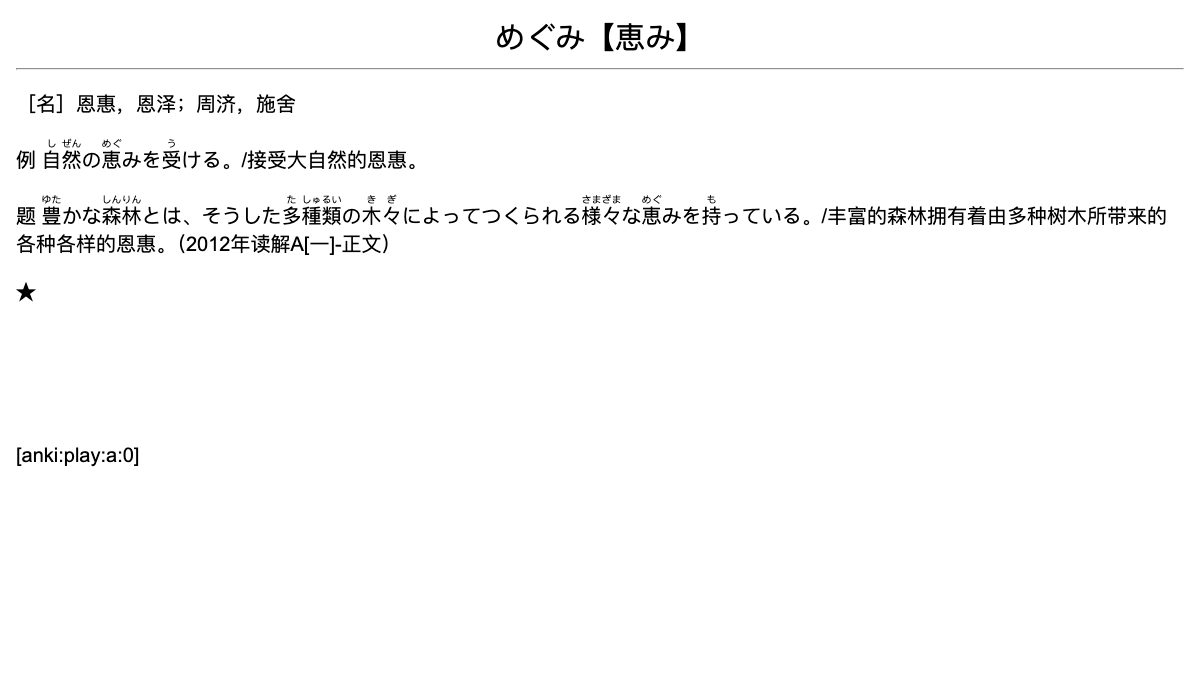 めぐみ【恵み】
［名］恩惠，恩泽；周济，施舍
しぜん めぐ う
例 自然の恵みを受ける。/接受大自然的恩惠。
ゆた しんりん た しゅるい き ぎ さまざま めぐ も
题 豊かな森林とは、そうした多種類の木々によってつくられる様々な恵みを持っている。/丰富的森林拥有着由多种树木所带来的
各种各样的恩惠。（2012年读解A[一]-正文）
★
[anki:play:a:0]